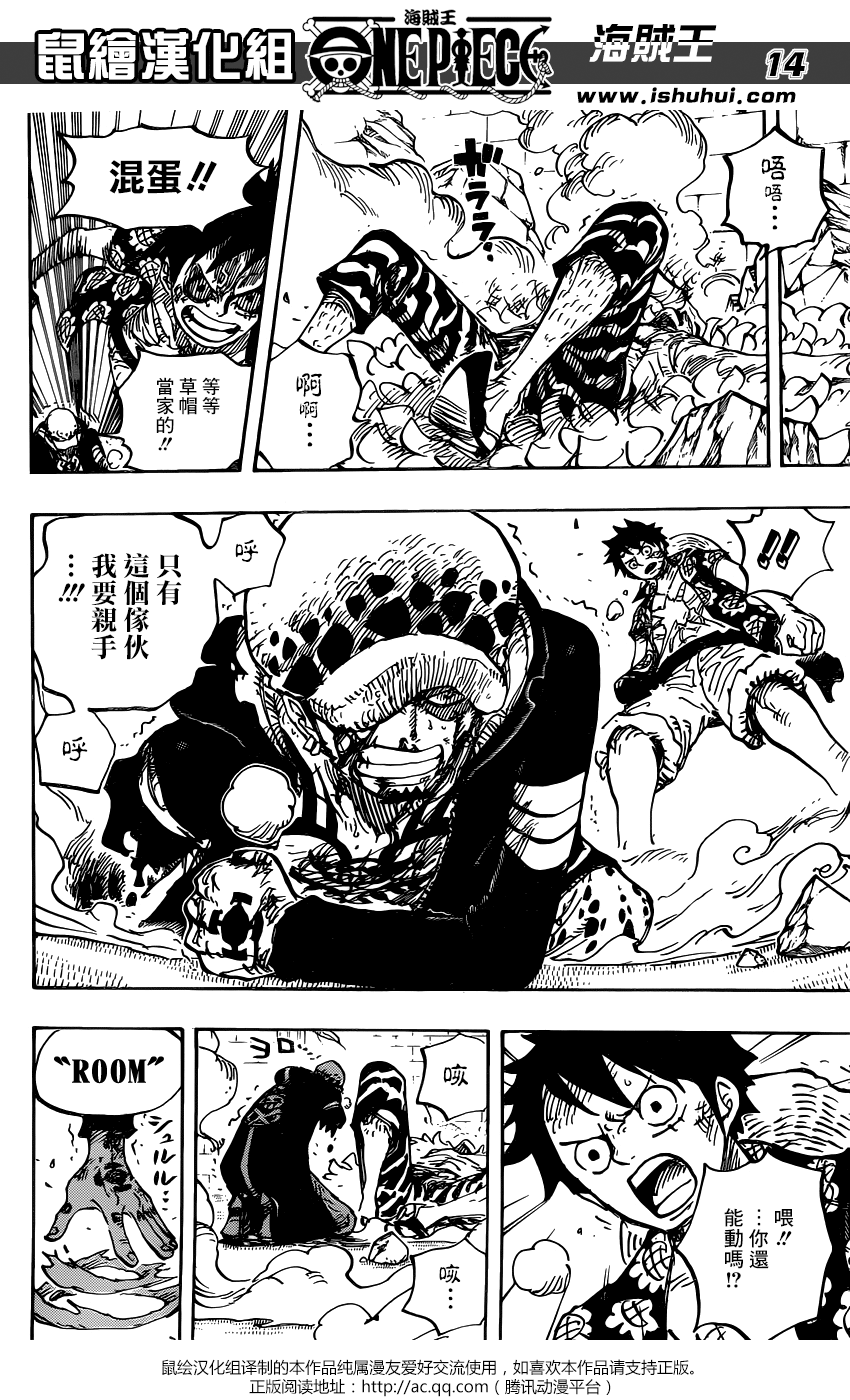 鼠繪漢化組
海賊王
ONE PIECE
海賊王
14
www.ishuhui.com
唔
唔…
ガララ
啊
啊…
混蛋!!
等等
草帽
當家的!!
!!
呼
只有
這個傢伙
我要親手
…!!!
呼
喂!!
…你還
能動嗎!?
咳
ヨロ
咳
…
"ROOM"
シュルルル…
鼠绘汉化组译制的本作品纯属漫友爱好交流使用，如喜欢本作品请支持正版。
正版阅读地址：http://ac.qq.com（腾讯动漫平台）